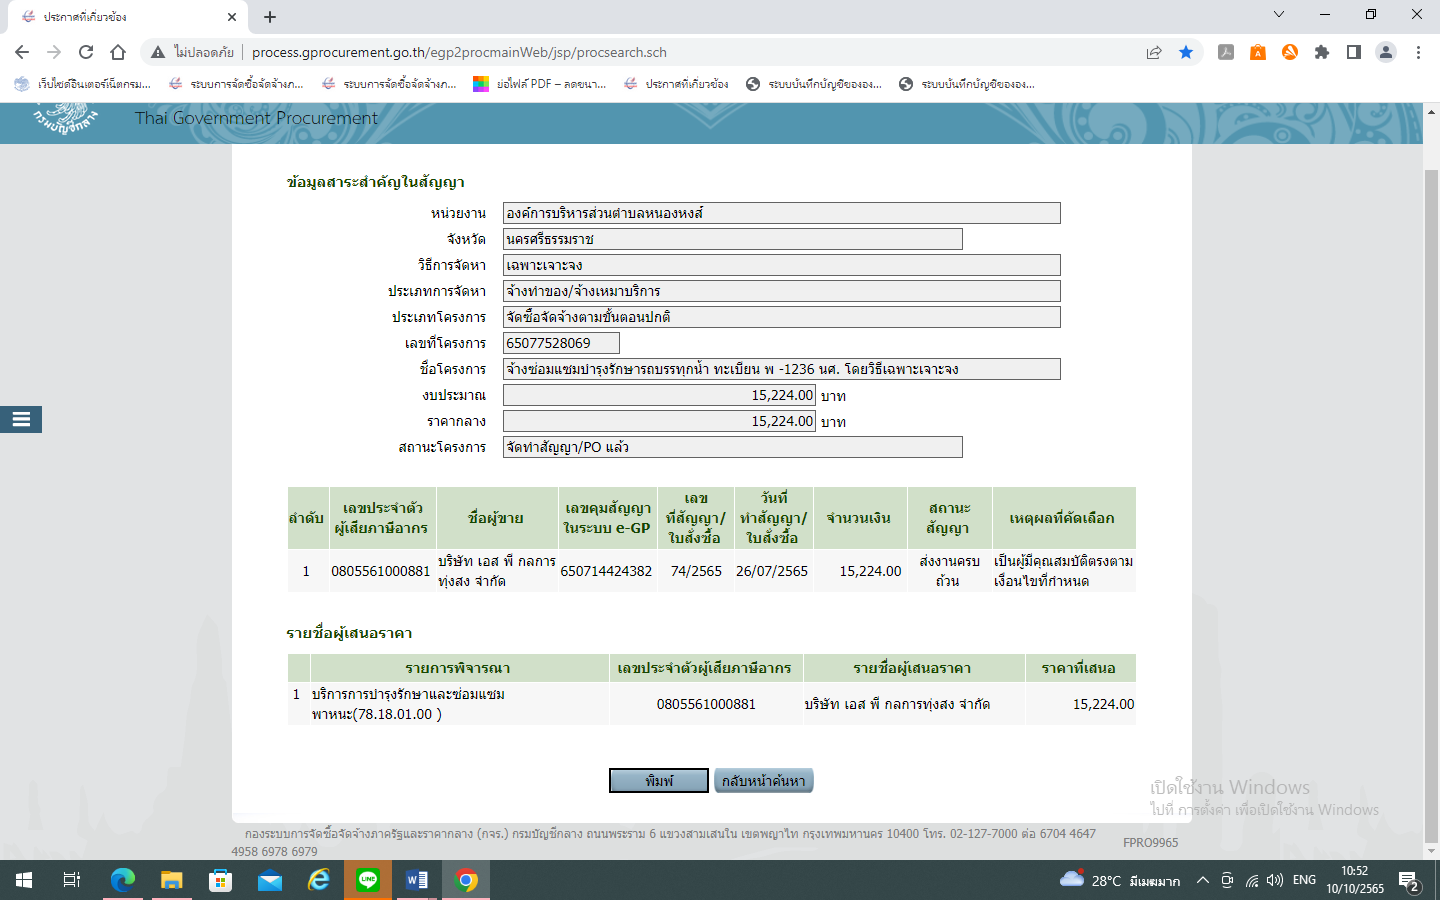 ประกาศที่เกี่ยวข้อง
ไม่ปลอดภัย process.gprocurement.go.th/egp2procmainWeb/jsp/procsearch.sch
เว็บไซต์อินเตอร์เน็ตกรม... ระบบการจัดซื้อจัดจ้างภ... ระบบการจัดซื้อจัดจ้างภ... ย่อไฟล์ PDF – ลดขนา... ประกาศที่เกี่ยวข้อง ระบบบันทึกบัญชีขององ... ระบบบันทึกบัญชีขององ...
กรมบัญชีกลาง Thai Government Procurement
ข้อมูลสาระสำคัญในสัญญา
หน่วยงาน องค์การบริหารส่วนตำบลหนองหงส์
จังหวัด นครศรีธรรมราช
วิธีการจัดหา เฉพาะเจาะจง
ประเภทการจัดหา จ้างทำของ/จ้างเหมาบริการ
ประเภทโครงการ จัดซื้อจัดจ้างตามขั้นตอนปกติ
เลขที่โครงการ 65077528069
ชื่อโครงการ จ้างซ่อมแซมบำรุงรักษารถบรรทุกน้ำ ทะเบียน พ -1236 นศ. โดยวิธีเฉพาะเจาะจง
งบประมาณ 15,224.00 บาท
ราคากลาง 15,224.00 บาท
สถานะโครงการ จัดทำสัญญา/PO แล้ว
ลำดับ เลขประจำตัวผู้เสียภาษีอากร ชื่อผู้ขาย เลขคุมสัญญาในระบบ e-GP เลขที่สัญญา/ใบสั่งซื้อ วันที่ทำสัญญา/ใบสั่งซื้อ จำนวนเงิน สถานะสัญญา เหตุผลที่คัดเลือก
1 0805561000881 บริษัท เอส พี กลการทุ่งสง จำกัด 650714424382 74/2565 26/07/2565 15,224.00 ส่งงานครบถ้วน เป็นผู้มีคุณสมบัติตรงตามเงื่อนไขที่กำหนด
รายชื่อผู้เสนอราคา
รายการพิจารณา เลขประจำตัวผู้เสียภาษีอากร รายชื่อผู้เสนอราคา ราคาที่เสนอ
1 บริการการบำรุงรักษาและซ่อมแซมพาหนะ(78.18.01.00 ) 0805561000881 บริษัท เอส พี กลการทุ่งสง จำกัด 15,224.00
พิมพ์ กลับหน้าค้นหา
เปิดใช้งาน Windows
ไปที่ การตั้งค่า เพื่อเปิดใช้งาน Windows
กองระบบการจัดซื้อจัดจ้างภาครัฐและราคากลาง (กจร.) กรมบัญชีกลาง ถนนพระราม 6 แขวงสามเสนใน เขตพญาไท กรุงเทพมหานคร 10400 โทร. 02-127-7000 ต่อ 6704 4647
4958 6978 6979 FPRO9965
28°C มีเมฆมาก ENG 10:52
10/10/2565 2